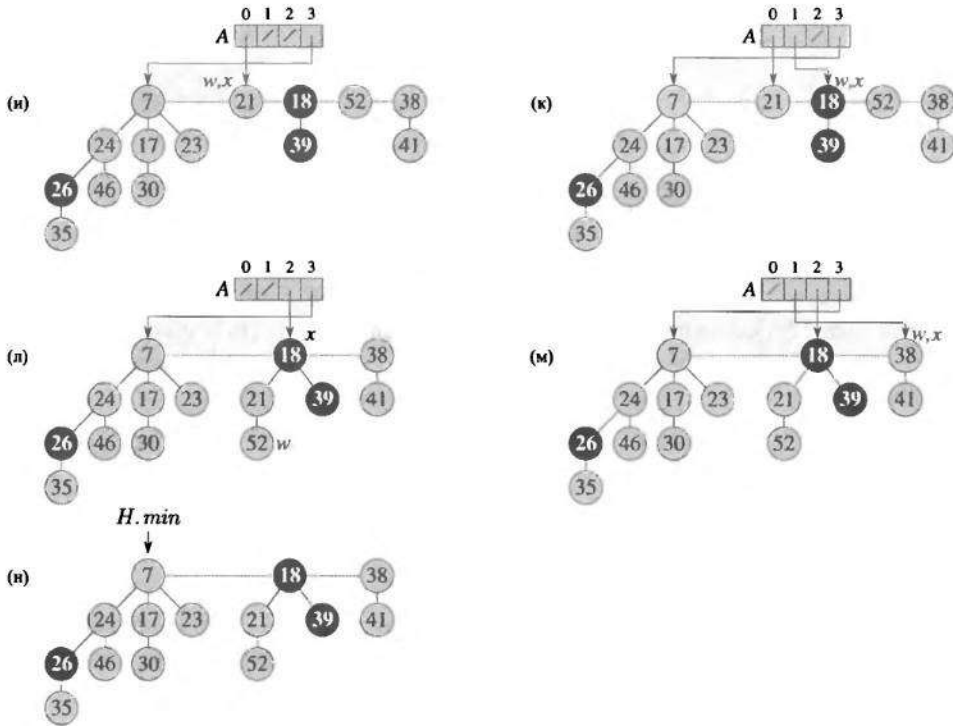 0 1 2 3 0 1 2 3
A A
w,x w,x
(и) 7 21 18 52 38 (к) 7 21 18 52 38
24 17 23 39 41 24 17 23 39 41
26 46 30 26 46 30
35 35
0 1 2 3 0 1 2 3
A A
x w,x
(л) 7 18 38 (м) 7 18 38
24 17 23 21 39 41 24 17 23 21 39 41
26 46 30 52 w 26 46 30 52
35 35
H.min
(н) 7 18 38
24 17 23 21 39 41
26 46 30 52
35